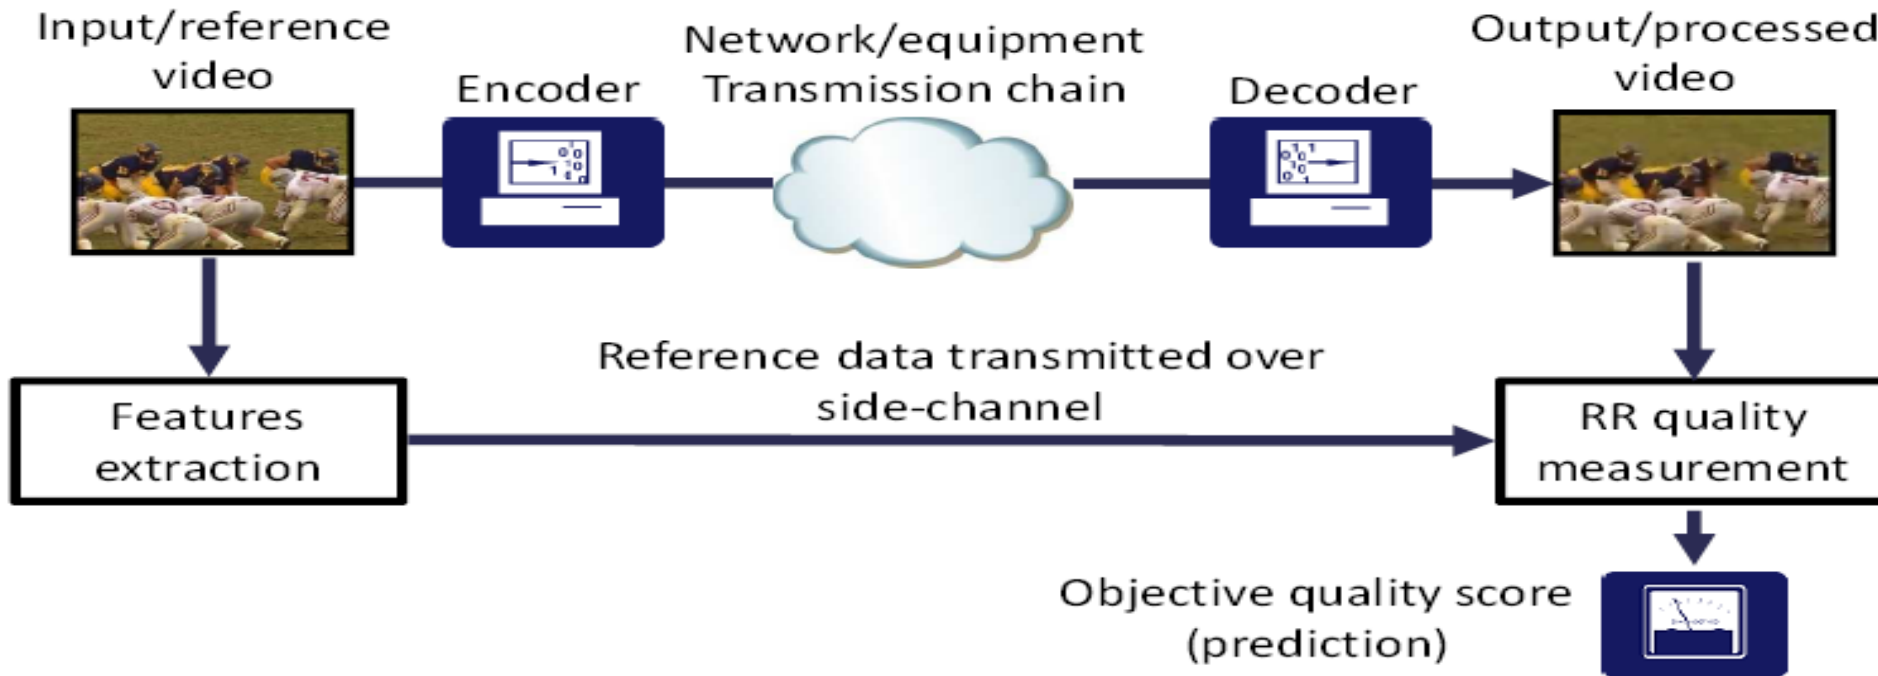 Input/reference
video
Encoder
Network/equipment
Transmission chain
Decoder
Output/processed
video
Reference data transmitted over
side-channel
Features
extraction
RR quality
measurement
Objective quality score
(prediction)